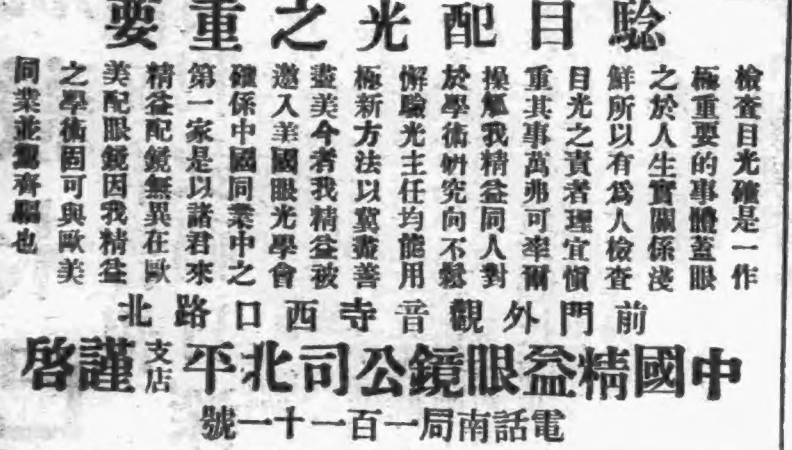 騐目配光之重要
檢查目光確是一作
極重要的事體蓋眼
之於人生實關係淺
鮮所以有爲人檢查
目光之責者理宜愼
重其事萬弗可率爾
操觚我精益同人對
於學術研究向不鬆
懈驗光主任均能用
極新方法以冀盡善
盡美今者我精益被
邀入美國眼光學會
確係中國同業中之
第一家是以諸君來
精益配鏡無異在歐
美配眼鏡因我精益
之學術固可與歐美
同業並駕齊驅也
前門外觀音寺西口路北
中國精益眼鏡公司北平支店謹啓
電話南局一百一十一號